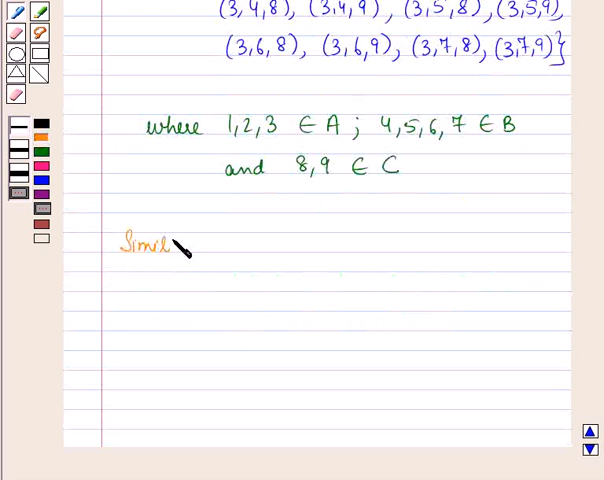 (3,4,8), (3,4,9), (3,5,8), (3,5,9),
(3,6,8), (3,6,9), (3,7,8), (3,7,9)}
where 1,2,3 ∈ A ; 4,5,6,7 ∈ B
and 8,9 ∈ C
Simil